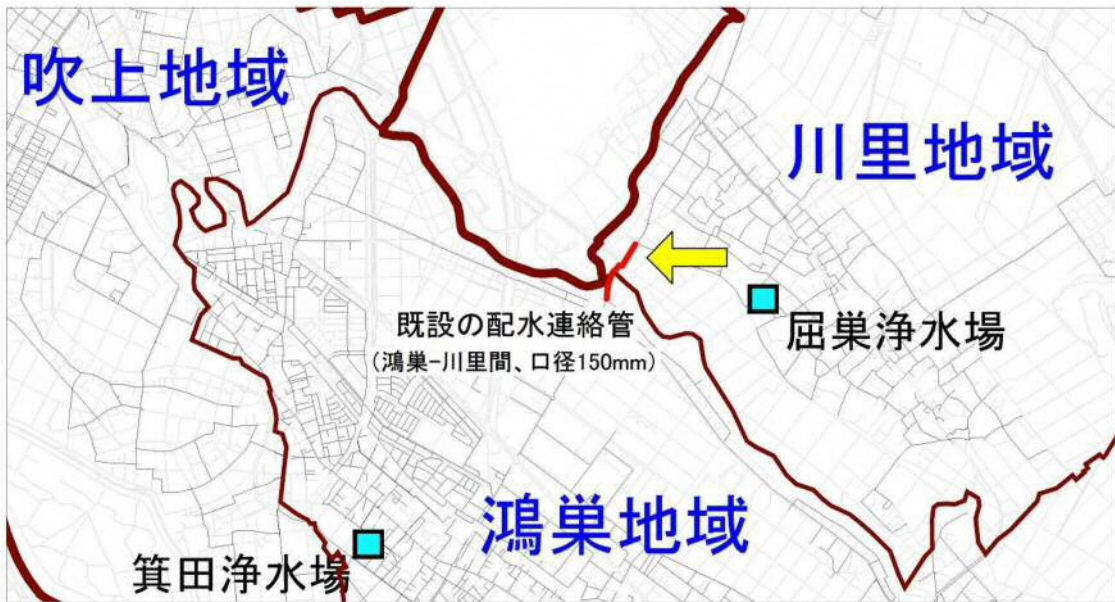 吹上地域
川里地域
既設の配水連絡管
（鴻巣-川里間、口径150mm）
屈巣浄水場
鴻巣地域
箕田浄水場